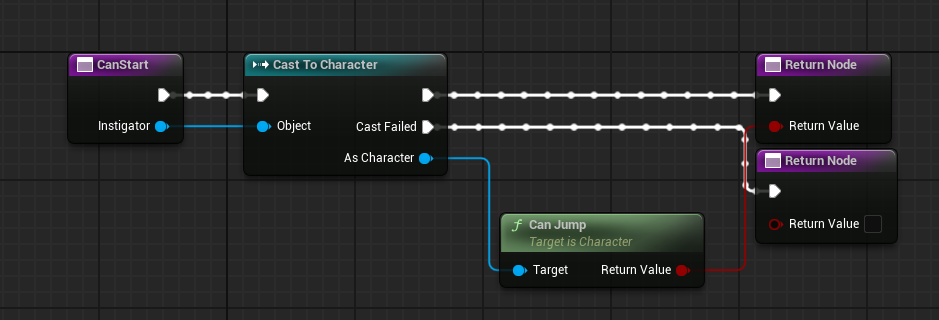 CanStart
Instigator
Cast To Character
Object
Cast Failed
As Character
Return Node
Return Value
Return Node
Return Value
f Can Jump
Target is Character
Target
Return Value